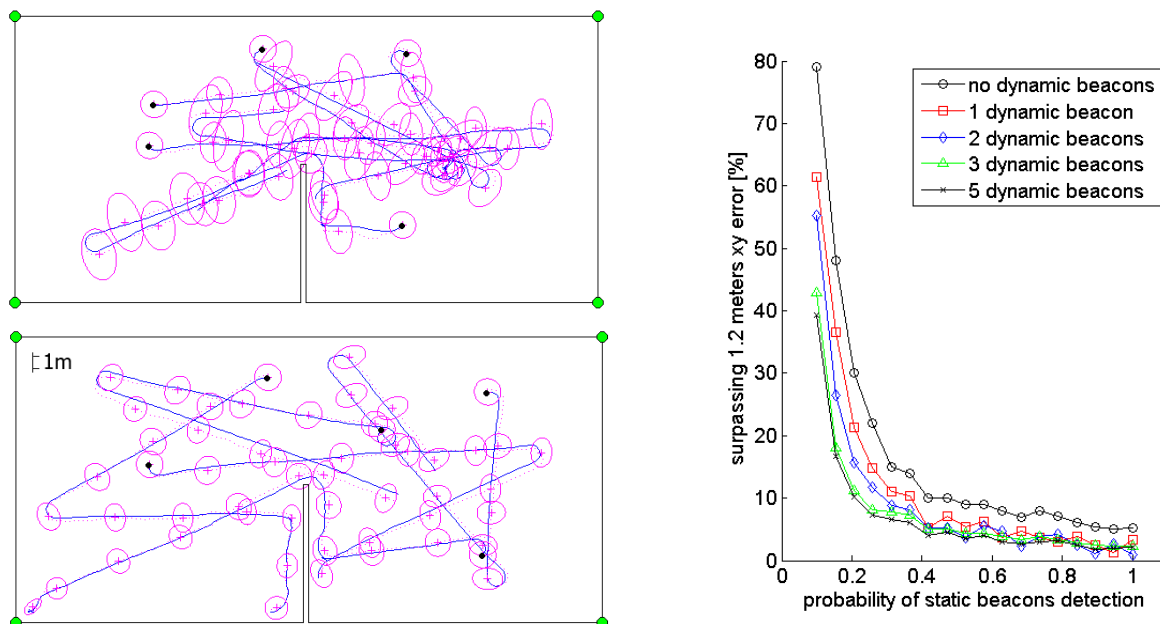 1m
80
70
60
50
40
30
20
10
0
surpassing 1.2 meters xy error [%]
no dynamic beacons
1 dynamic beacon
2 dynamic beacons
3 dynamic beacons
5 dynamic beacons
0 0.2 0.4 0.6 0.8 1
probability of static beacons detection